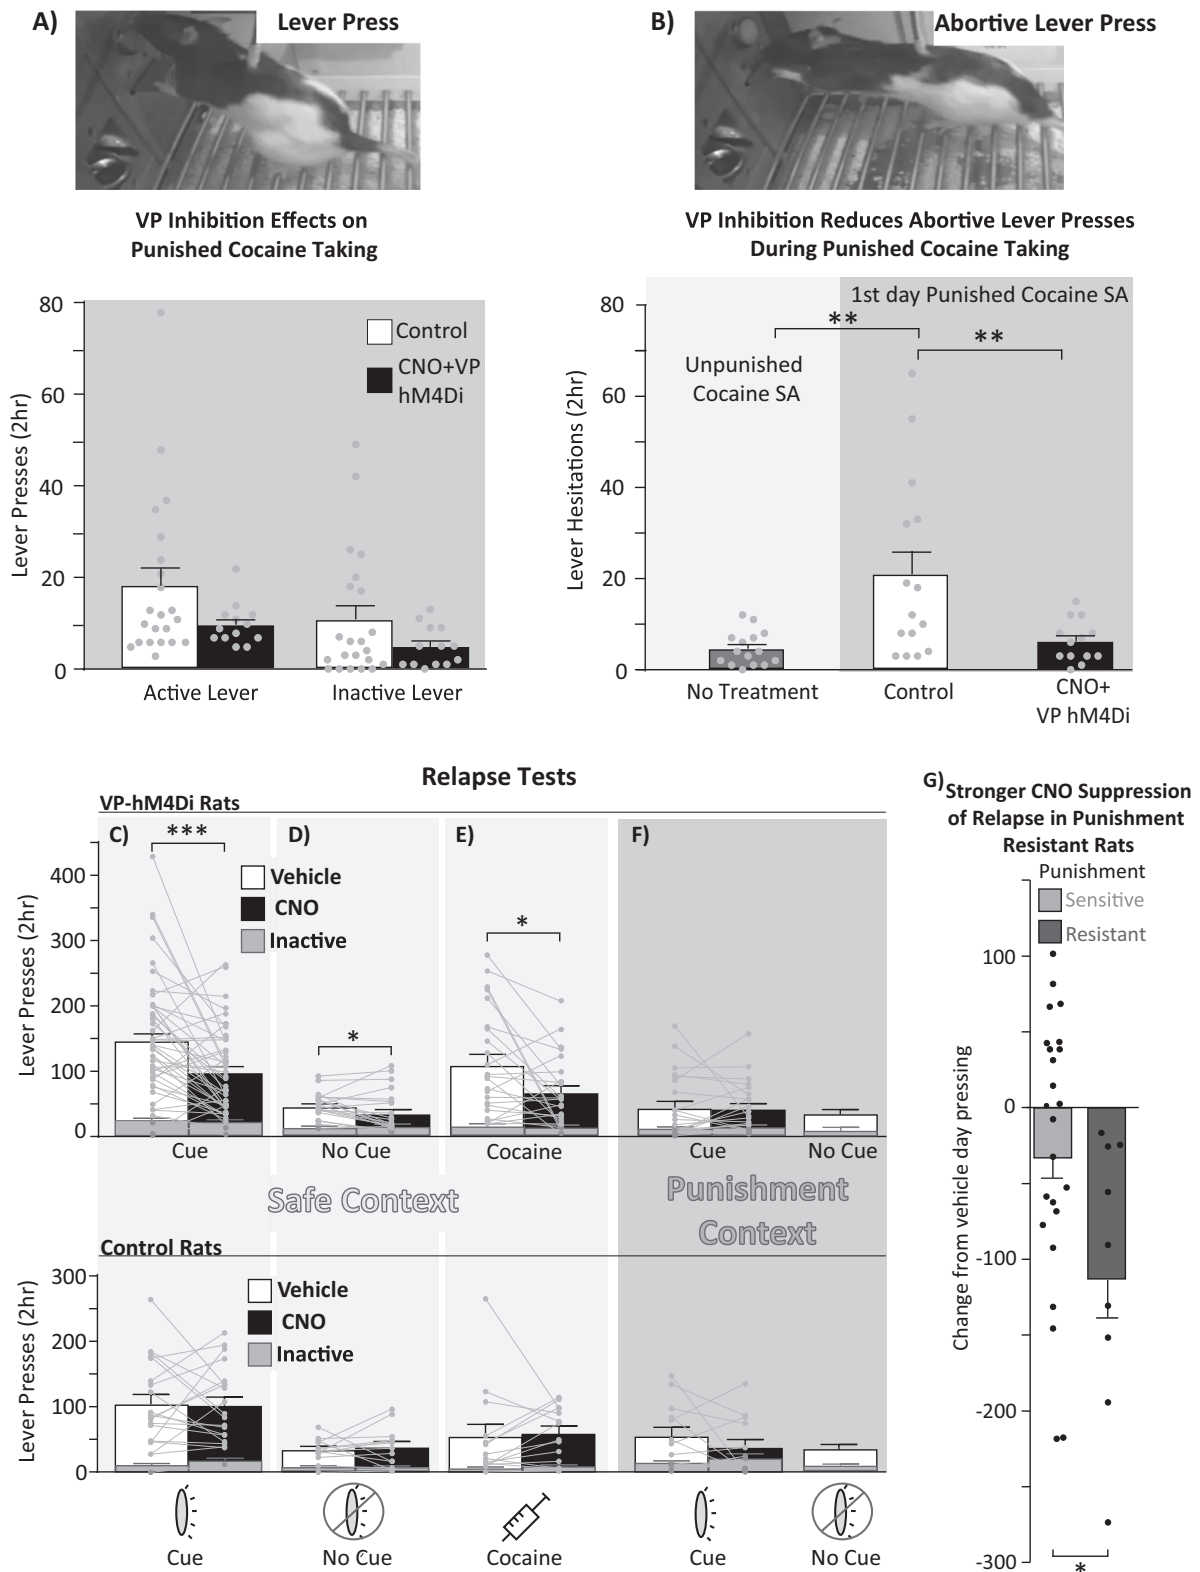 A)
Lever Press
B)
Abortive Lever Press
VP Inhibition Effects on
Punished Cocaine Taking
VP Inhibition Reduces Abortive Lever Presses
During Punished Cocaine Taking
Lever Presses (2hr)
80
60
40
20
0
Control
CNO+VP
hM4Di
Active Lever
Inactive Lever
Lever Hesitations (2hr)
80
60
40
20
0
1st day Punished Cocaine SA
**
**
Unpunished
Cocaine SA
No Treatment
Control
CNO+
VP hM4Di
Relapse Tests
VP-hM4Di Rats
Lever Presses (2hr)
400
300
200
100
0
C)
***
Vehicle
CNO
Inactive
Cue
D)
*
No Cue
E)
*
Cocaine
F)
Cue
No Cue
Safe Context
Punishment
Context
Control Rats
Lever Presses (2hr)
300
200
100
0
Vehicle
CNO
Inactive
Cue
No Cue
Cocaine
Cue
No Cue
G)
Stronger CNO Suppression
of Relapse in Punishment
Resistant Rats
Punishment
Sensitive
Resistant
Change from vehicle day pressing
100
0
-100
-200
-300
*